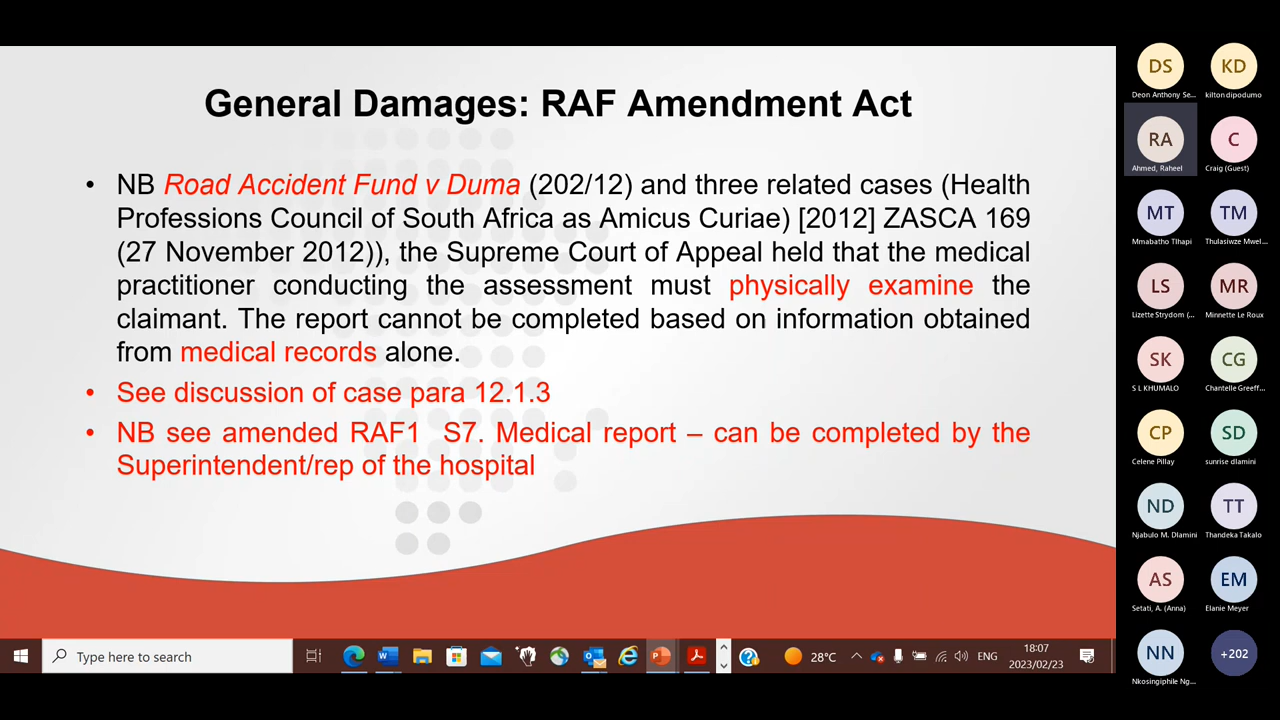 General Damages: RAF Amendment Act
• NB Road Accident Fund v Duma (202/12) and three related cases (Health
Professions Council of South Africa as Amicus Curiae) [2012] ZASCA 169
(27 November 2012)), the Supreme Court of Appeal held that the medical
practitioner conducting the assessment must physically examine the
claimant. The report cannot be completed based on information obtained
from medical records alone.
• See discussion of case para 12.1.3
• NB see amended RAF1 S7. Medical report – can be completed by the
Superintendent/rep of the hospital
DS KD
Deon Anthony Se... kilton dipodumo
RA C
Ahmed, Raheel Craig (Guest)
MT TM
Mmabatho Tlhapi Thulasizwe Mwel...
LS MR
Lizette Strydom (... Minnette Le Roux
SK CG
S L KHUMALO Chantelle Greeff...
CP SD
Celene Pillay sunrise dlamini
ND TT
Njabulo M. Dlamini Thandeka Takalo
AS EM
Setati, A. (Anna) Elanie Meyer
NN +202
Nkosingiphile Ng...
Type here to search
28°C
ENG
18:07
2023/02/23